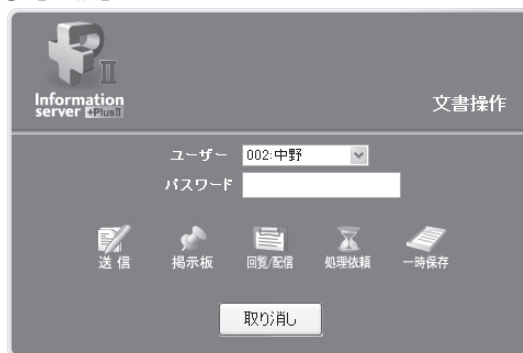 PII
Information
server +PlusⅡ
文書操作
ユーザー 002:中野
パスワード
送信 掲示板 回覧/配信 処理依頼 一時保存
取り消し